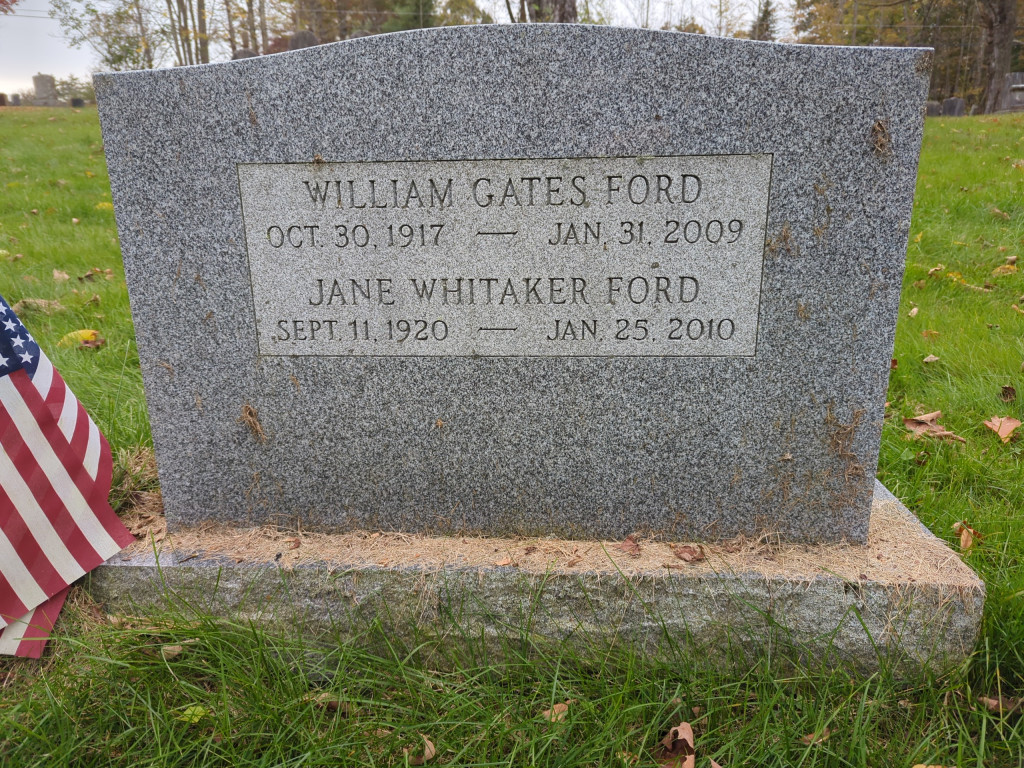 WILLIAM GATES FORD
OCT. 30, 1917 — JAN. 31, 2009
JANE WHITAKER FORD
SEPT. 11, 1920 — JAN. 25, 2010